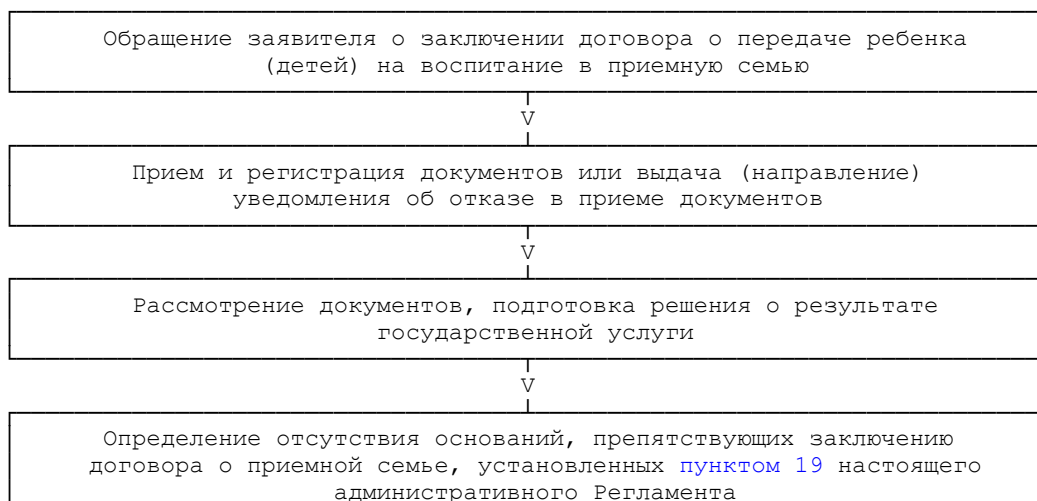 Обращение заявителя о заключении договора о передаче ребенка
(детей) на воспитание в приемную семью
V
Прием и регистрация документов или выдача (направление)
уведомления об отказе в приеме документов
V
Рассмотрение документов, подготовка решения о результате
государственной услуги
V
Определение отсутствия оснований, препятствующих заключению
договора о приемной семье, установленных пунктом 19 настоящего
административного Регламента